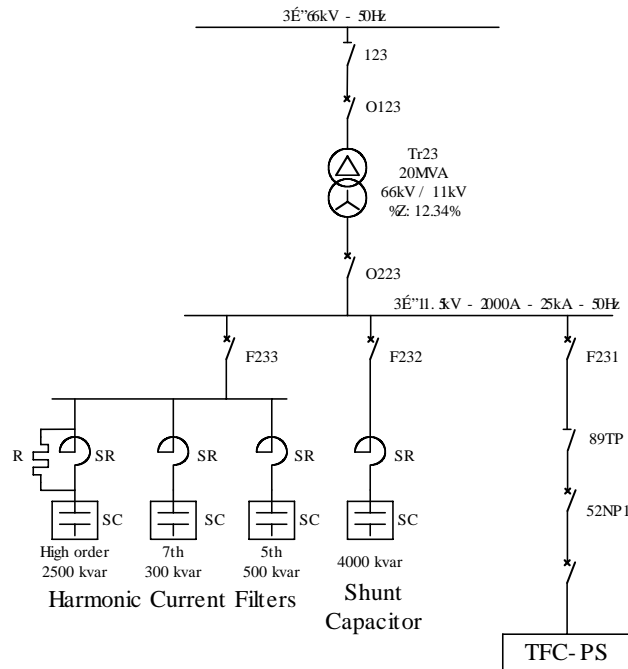 3É"66kV - 50Hz
123
O123
Tr23
20MVA
66kV / 11kV
%Z: 12.34%
O223
3É"11.5kV - 2000A - 25kA - 50Hz
F233
F232
F231
R
SR
SR
SR
SR
89TP
SC
SC
SC
SC
52NP1
High order
2500 kvar
7th
300 kvar
5th
500 kvar
4000 kvar
Harmonic Current Filters
Shunt
Capacitor
TFC-PS